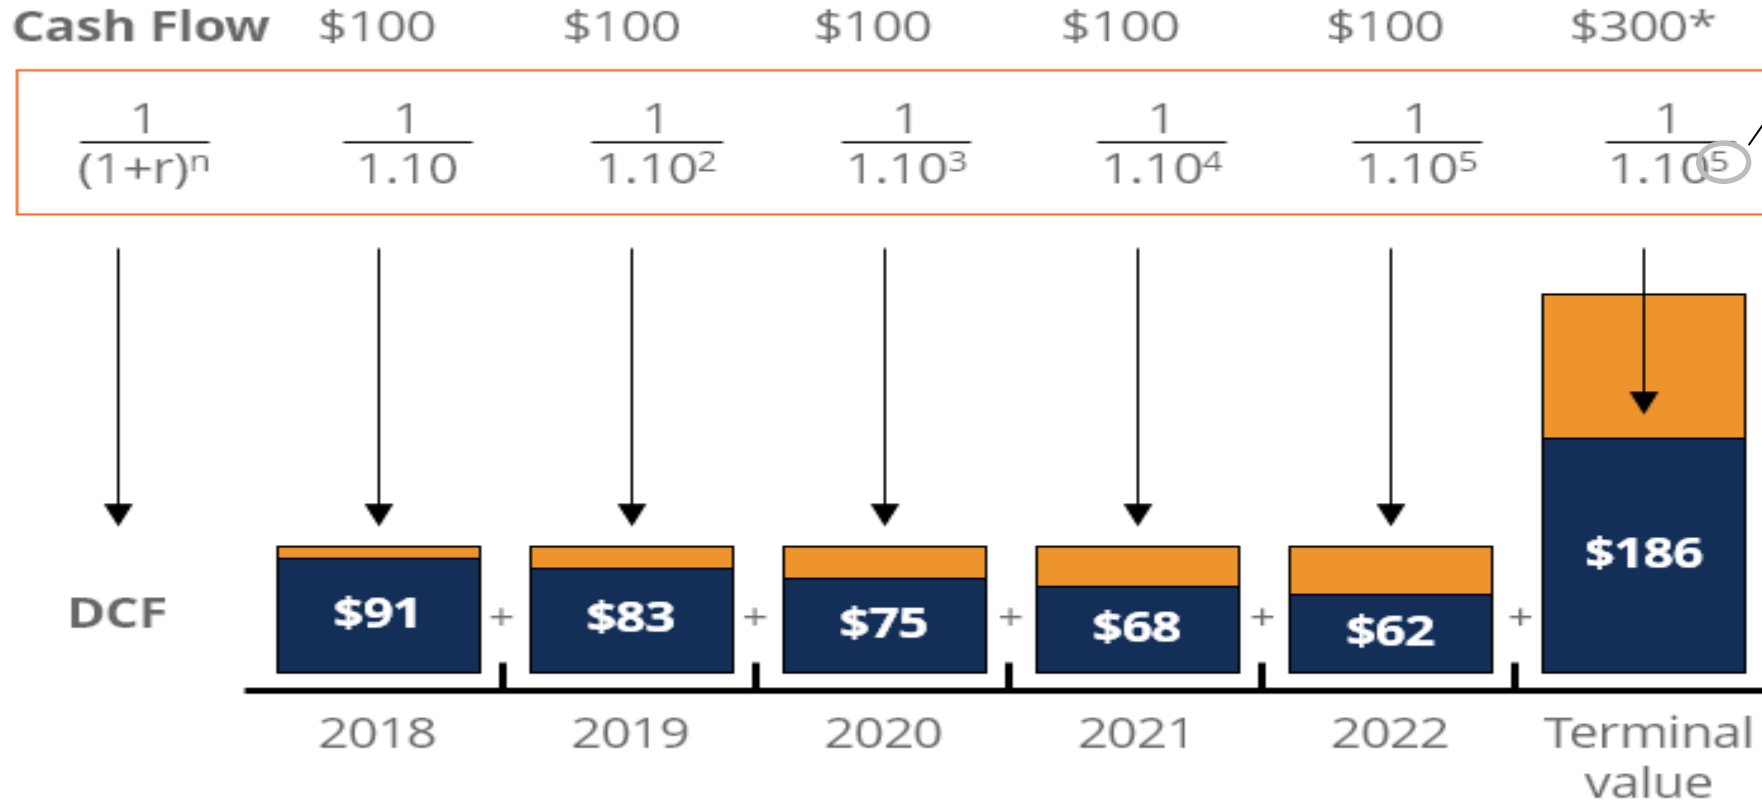 Cash Flow $100 $100 $100 $100 $100 $300*
1 1 1 1 1 1 1
(1+r)ⁿ 1.10 1.10² 1.10³ 1.10⁴ 1.10⁵ 1.10⁵
DCF $91 + $83 + $75 + $68 + $62 + $186
2018 2019 2020 2021 2022 Terminal
value